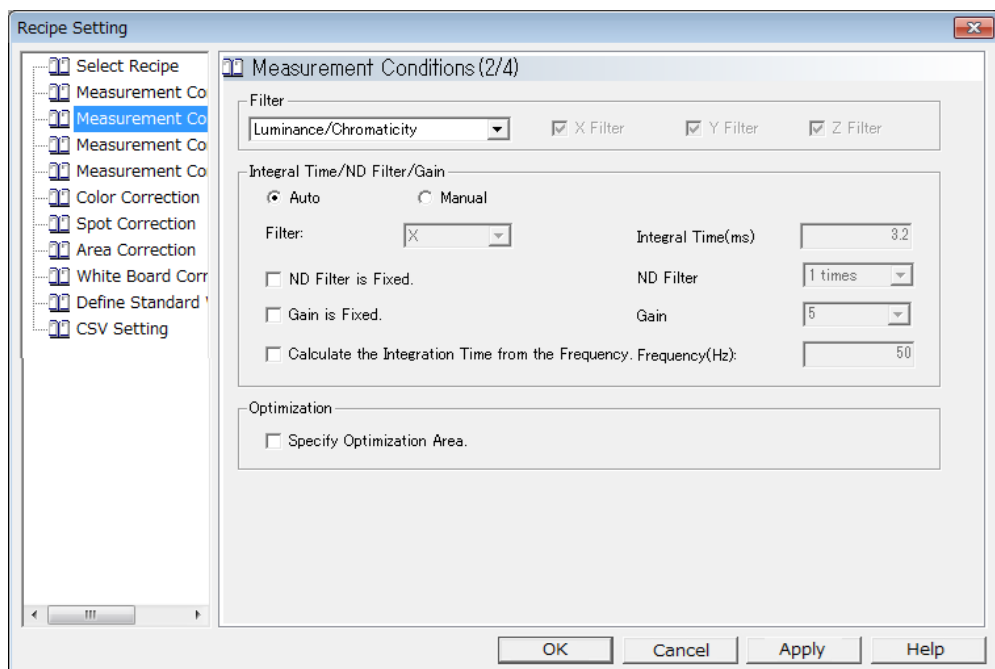 Recipe Setting
Select Recipe
Measurement Co
Measurement Co
Measurement Co
Measurement Co
Color Correction
Spot Correction
Area Correction
White Board Corr
Define Standard
CSV Setting
Measurement Conditions(2/4)
Filter
Luminance/Chromaticity X Filter Y Filter Z Filter
Integral Time/ND Filter/Gain
Auto Manual
Filter: X Integral Time(ms) 3.2
ND Filter is Fixed. ND Filter 1 times
Gain is Fixed. Gain 5
Calculate the Integration Time from the Frequency. Frequency(Hz): 50
Optimization
Specify Optimization Area.
OK Cancel Apply Help